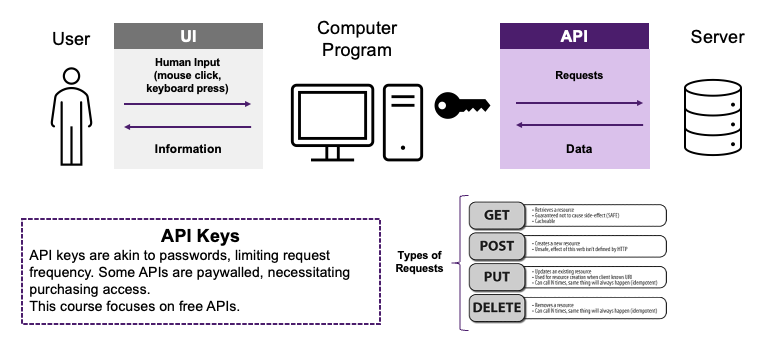 User
UI
Computer
Program
API
Server
Human Input
(mouse click,
keyboard press)
Information
Requests
Data
API Keys
API keys are akin to passwords, limiting request
frequency. Some APIs are paywalled, necessitating
purchasing access.
This course focuses on free APIs.
Types of
Requests
GET
• Retrieves a resource
• Guaranteed not to cause side-effect (SAFE)
• Cacheable
POST
• Creates a new resource
• Unsafe, effect of this verb isn't defined by HTTP
PUT
• Updates an existing resource
• Used for resource creation when client knows URI
• Can call N times, same thing will always happen (idempotent)
DELETE
• Removes a resource
• Can call N times, same thing will always happen (idempotent)